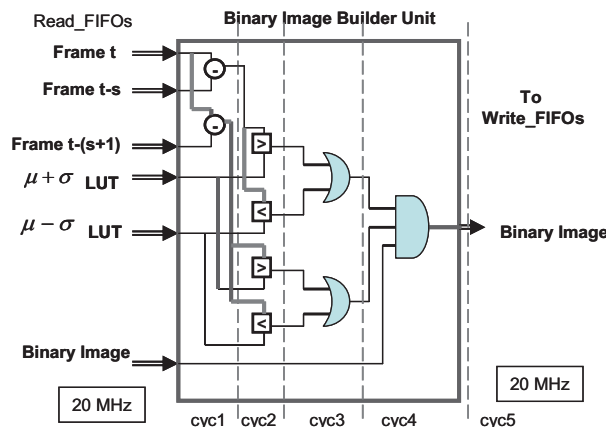 Read_FIFOs
Binary Image Builder Unit
Frame t
Frame t-s
Frame t-(s+1)
μ + σ LUT
μ − σ LUT
Binary Image
20 MHz
-
-
>
<
>
<
To
Write_FIFOs
Binary Image
20 MHz
cyc1 cyc2 cyc3 cyc4 cyc5